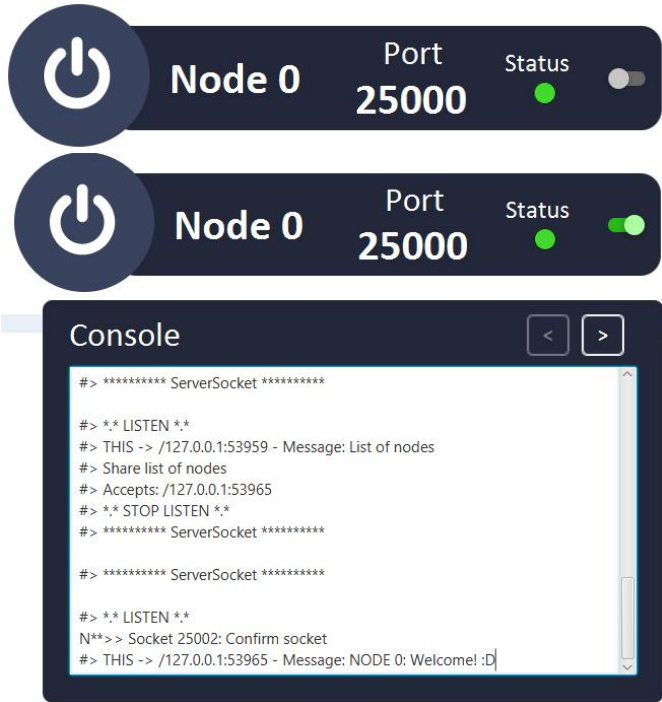 Node 0 Port 25000 Status
Node 0 Port 25000 Status
Console < >
#> ********** ServerSocket **********
#> *.* LISTEN *.*
#> THIS -> /127.0.0.1:53959 - Message: List of nodes
#> Share list of nodes
#> Accepts: /127.0.0.1:53965
#> *.* STOP LISTEN *.*
#> ********** ServerSocket **********
#> ********** ServerSocket **********
#> *.* LISTEN *.*
N**>> Socket 25002: Confirm socket
#> THIS -> /127.0.0.1:53965 - Message: NODE 0: Welcome! :D